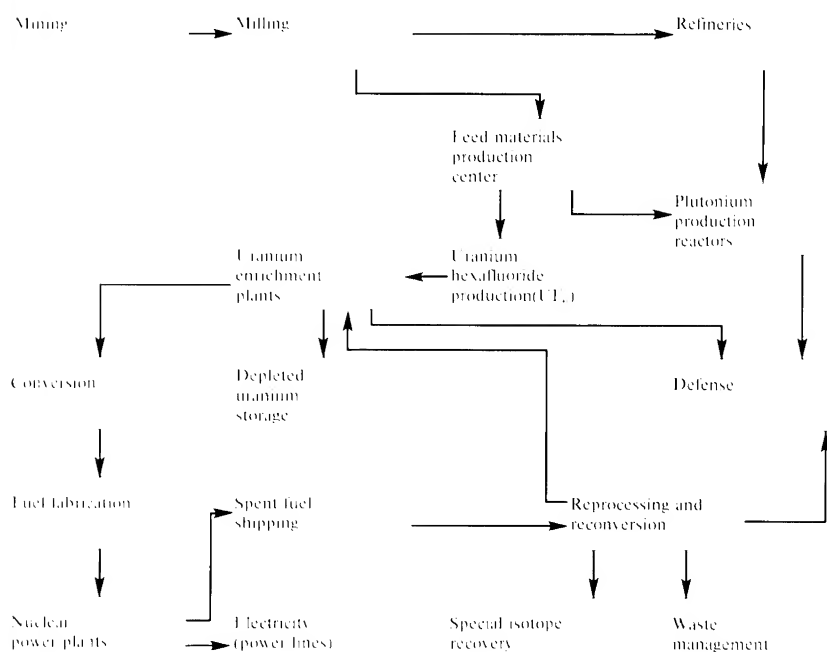 Mining
Milling
Refineries
Feed materials
production
center
Plutonium
production
reactors
Uranium
enrichment
plants
Uranium
hexafluoride
production(UF₆)
Conversion
Depleted
uranium
storage
Defense
Fuel fabrication
Spent fuel
shipping
Reprocessing and
reconversion
Nuclear
power plants
Electricity
(power lines)
Special isotope
recovery
Waste
management